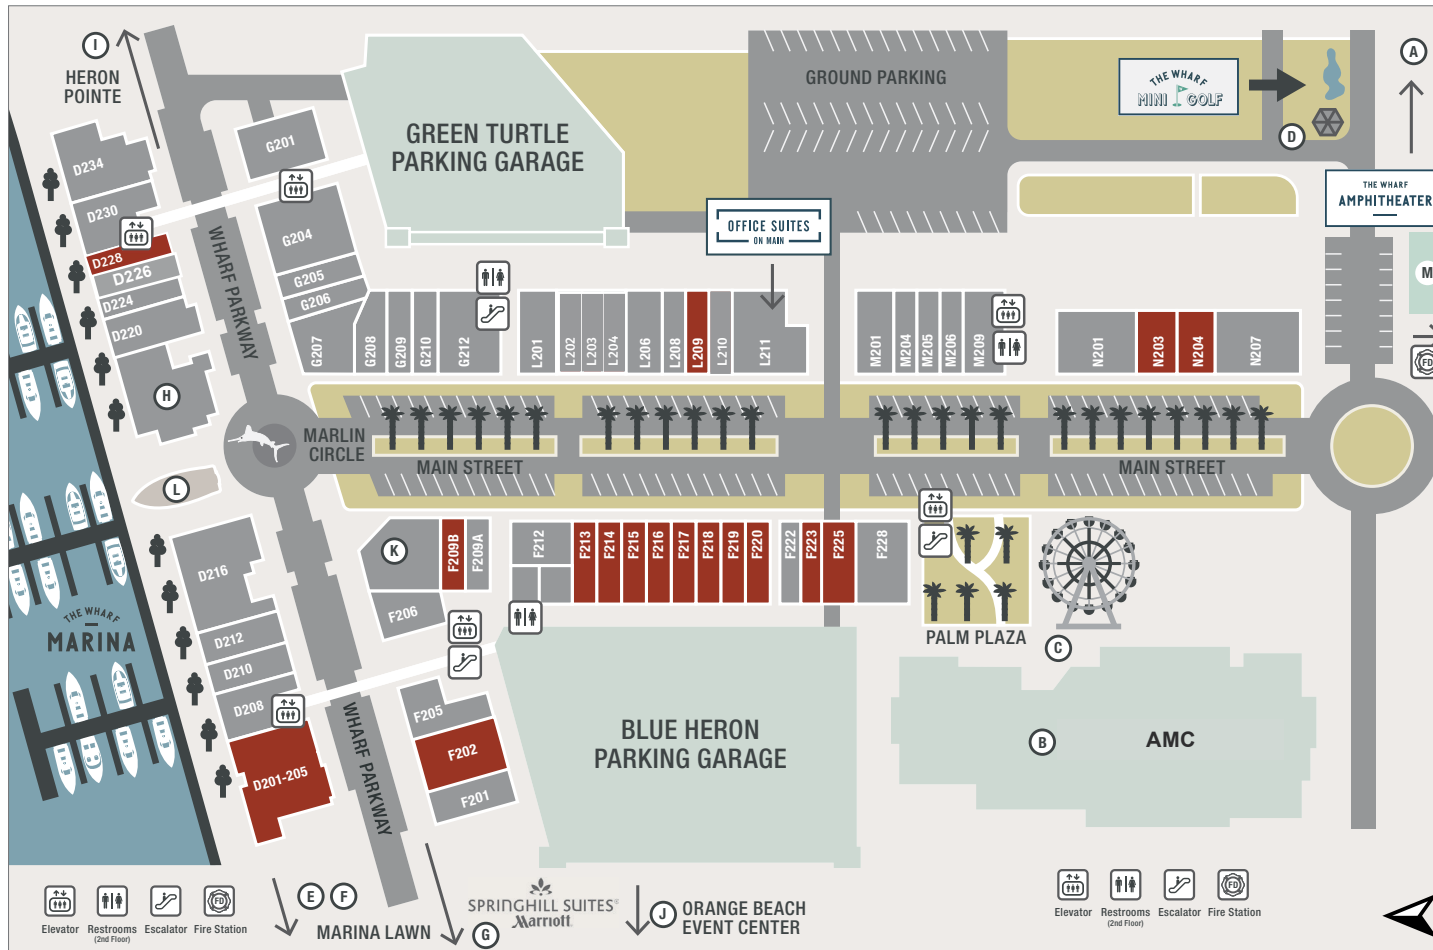 I
HERON
POINTE
GREEN TURTLE
PARKING GARAGE
GROUND PARKING
THE WHARF
MINI GOLF
D
A
THE WHARF
AMPHITHEATER
OFFICE SUITES
ON MAIN
M
FD
D234
D230
D228
D226
D224
D220
H
G201
G204
G205
G206
G207
G208
G209
G210
G212
L201
L202
L203
L204
L206
L208
L209
L210
L211
M201
M204
M205
M206
M209
N201
N203
N204
N207
WHARF PARKWAY
MARLIN
CIRCLE
MAIN STREET
MAIN STREET
L
K
F209B
F209A
F212
F213
F214
F215
F216
F217
F218
F219
F220
F222
F223
F225
F228
F206
D216
D212
D210
D208
D201-205
THE WHARF
MARINA
PALM PLAZA
C
B
AMC
F205
F202
F201
WHARF PARKWAY
BLUE HERON
PARKING GARAGE
FD
Elevator Restrooms Escalator Fire Station
(2nd Floor)
E F
MARINA LAWN
SPRINGHILL SUITES
Marriott
G
J
ORANGE BEACH
EVENT CENTER
FD
Elevator Restrooms Escalator Fire Station
(2nd Floor)